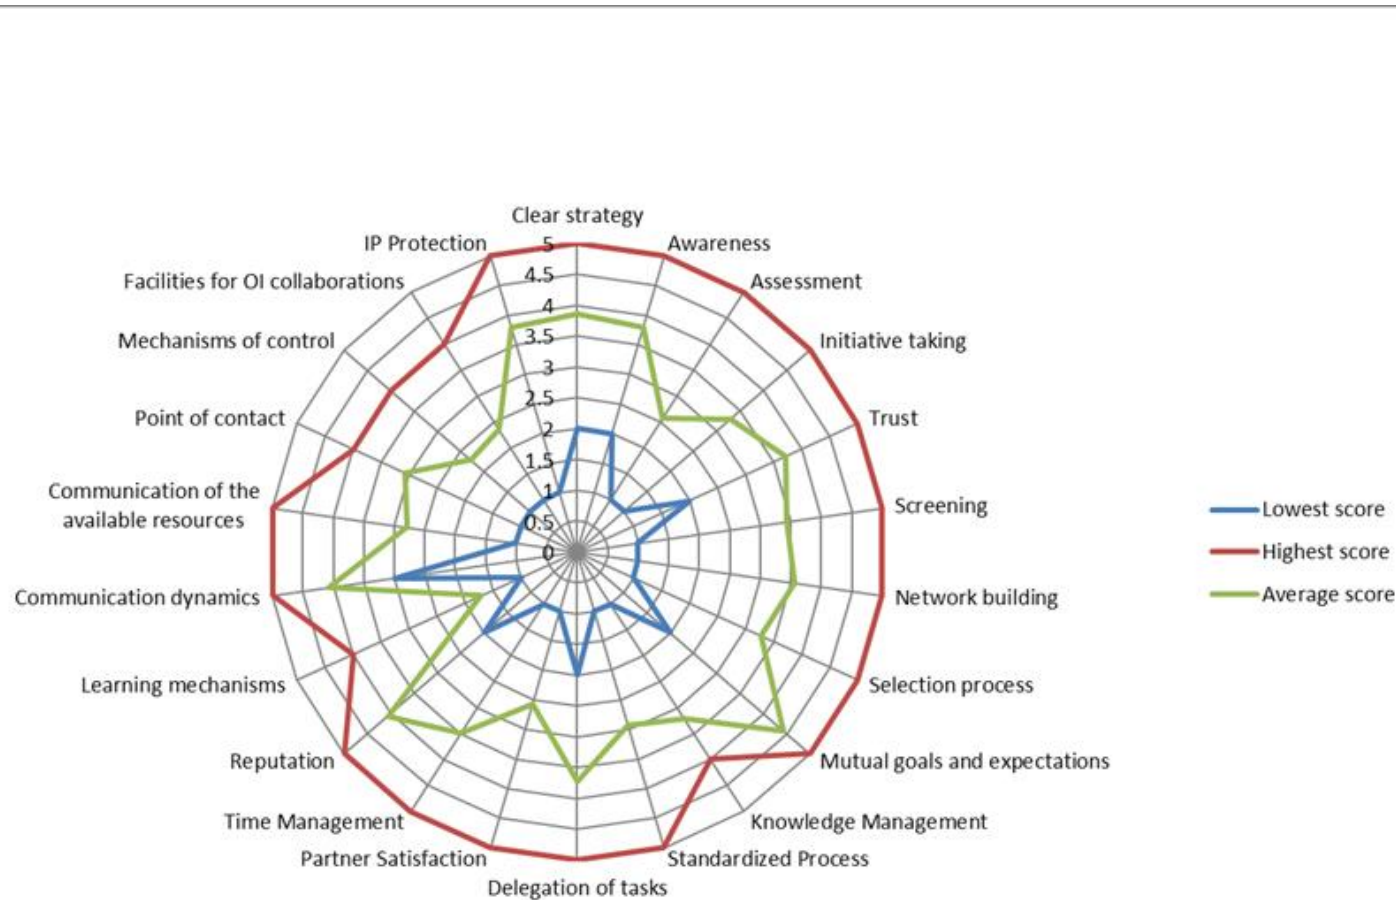 Clear strategy
IP Protection
Awareness
Facilities for OI collaborations
Assessment
Mechanisms of control
Initiative taking
Point of contact
Trust
Communication of the
available resources
Screening
Communication dynamics
Network building
Learning mechanisms
Selection process
Reputation
Mutual goals and expectations
Time Management
Knowledge Management
Partner Satisfaction
Standardized Process
Delegation of tasks
5
4.5
4
3.5
3
2.5
2
1.5
1
0.5
0
Lowest score
Highest score
Average score